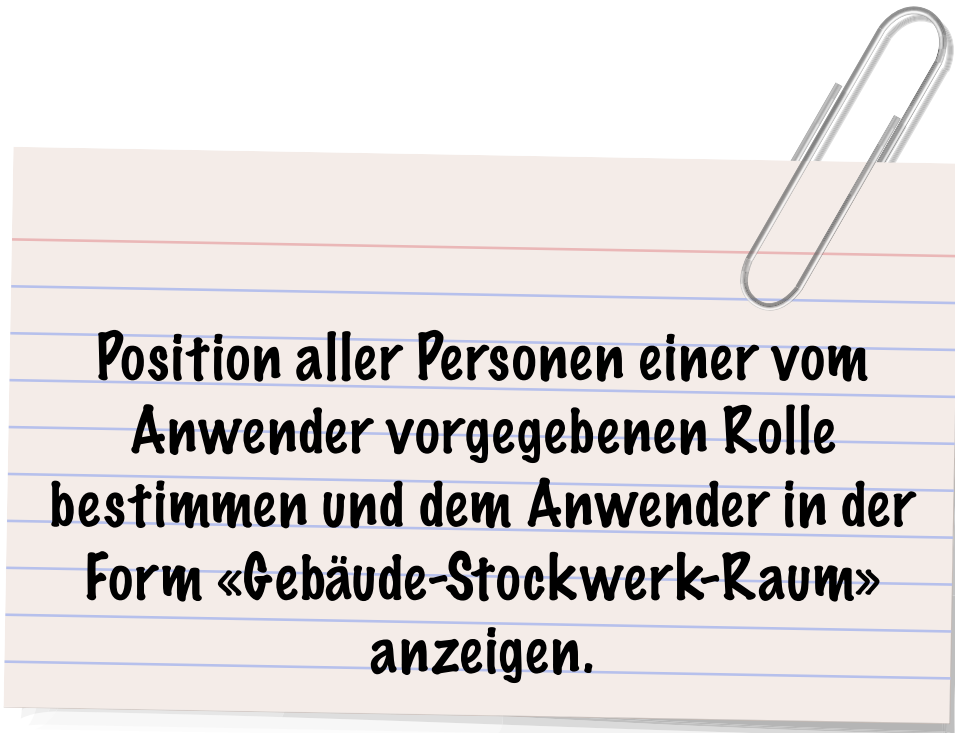 Position aller Personen einer vom
Anwender vorgegebenen Rolle
bestimmen und dem Anwender in der
Form «Gebäude-Stockwerk-Raum»
anzeigen.